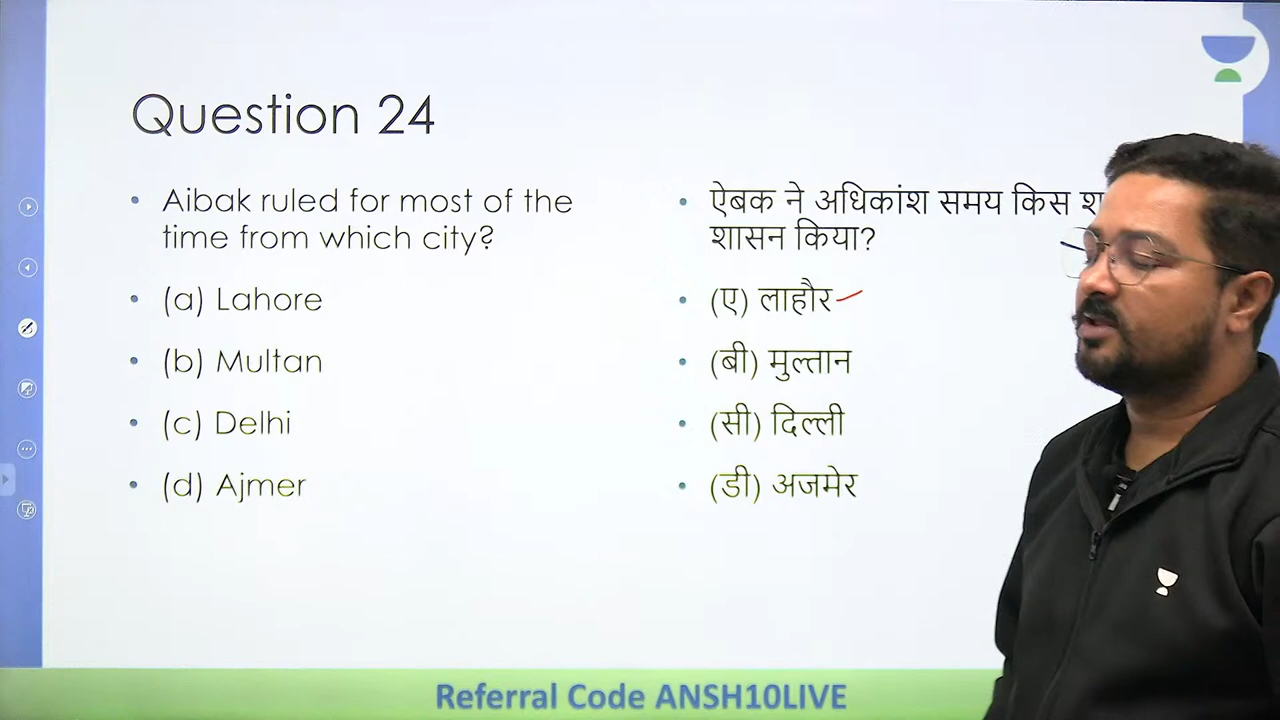 Question 24
• Aibak ruled for most of the
time from which city?
• (a) Lahore
• (b) Multan
• (c) Delhi
• (d) Ajmer
• ऐबक ने अधिकांश समय किस
शासन किया?
• (ए) लाहौर
• (बी) मुल्तान
• (सी) दिल्ली
• (डी) अजमेर
Referral Code ANSH10LIVE